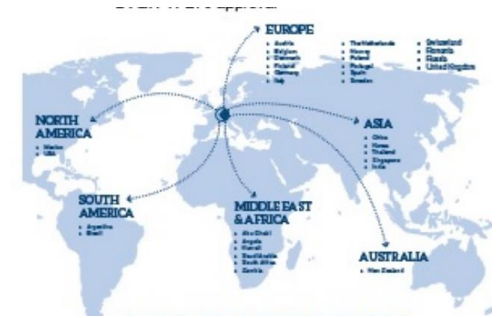 EUROPE
Austria
Belgium
Denmark
Finland
Germany
Italy
The Netherlands
Norway
Poland
Portugal
Spain
Sweden
Switzerland
Romania
Russia
United Kingdom
NORTH
AMERICA
Mexico
USA
ASIA
China
Korea
Thailand
Singapore
India
SOUTH
AMERICA
Argentina
Brazil
MIDDLE EAST
& AFRICA
Abu Dhabi
Angola
Kuwait
Saudi Arabia
South Africa
Zambia
AUSTRALIA
New Zealand